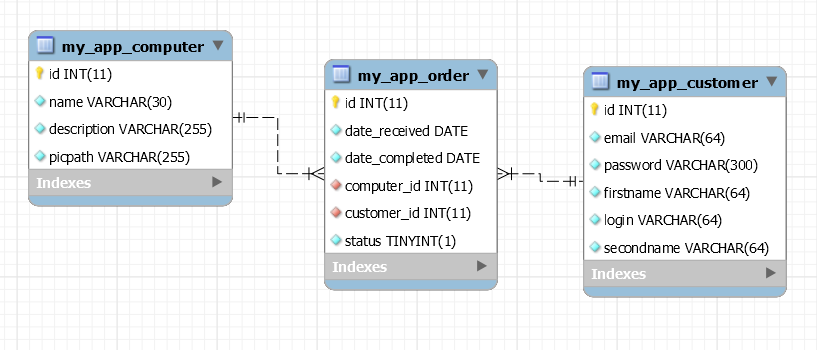 my_app_computer
id INT(11)
name VARCHAR(30)
description VARCHAR(255)
picpath VARCHAR(255)
Indexes
my_app_order
id INT(11)
date_received DATE
date_completed DATE
computer_id INT(11)
customer_id INT(11)
status TINYINT(1)
Indexes
my_app_customer
id INT(11)
email VARCHAR(64)
password VARCHAR(300)
firstname VARCHAR(64)
login VARCHAR(64)
secondname VARCHAR(64)
Indexes